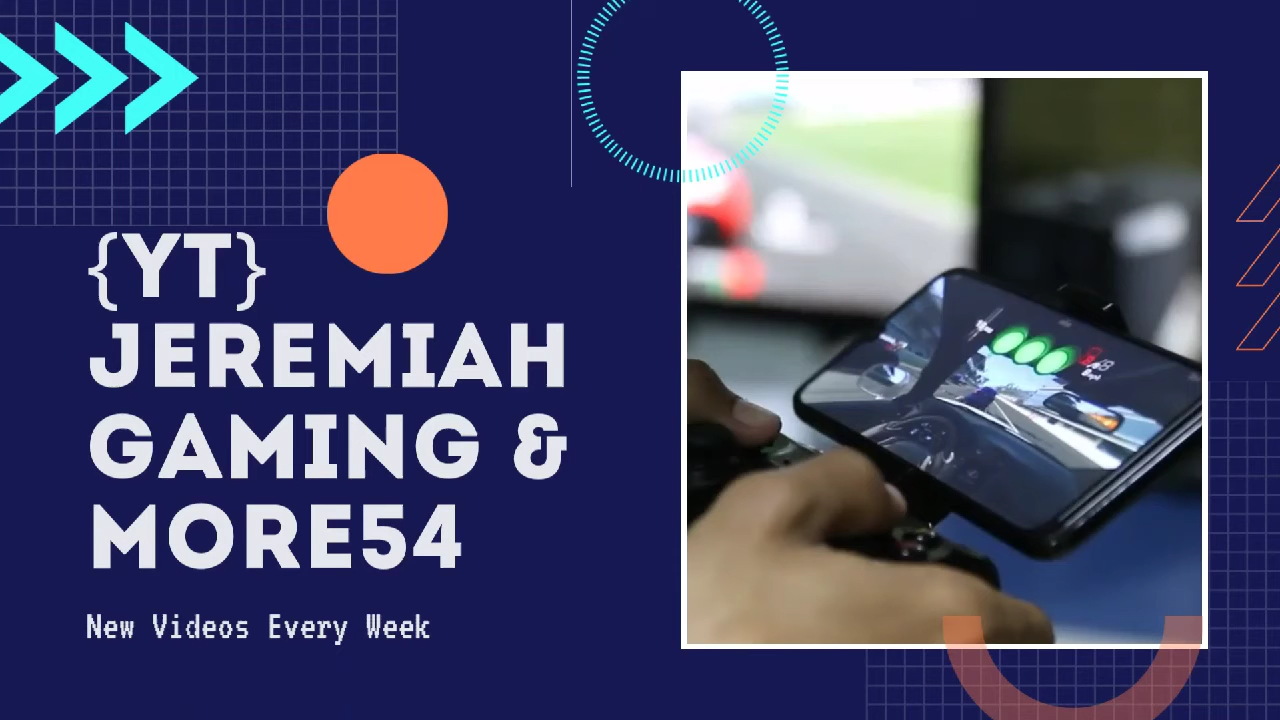 {YT}
JEREMIAH
GAMING &
MORE54
New Videos Every Week